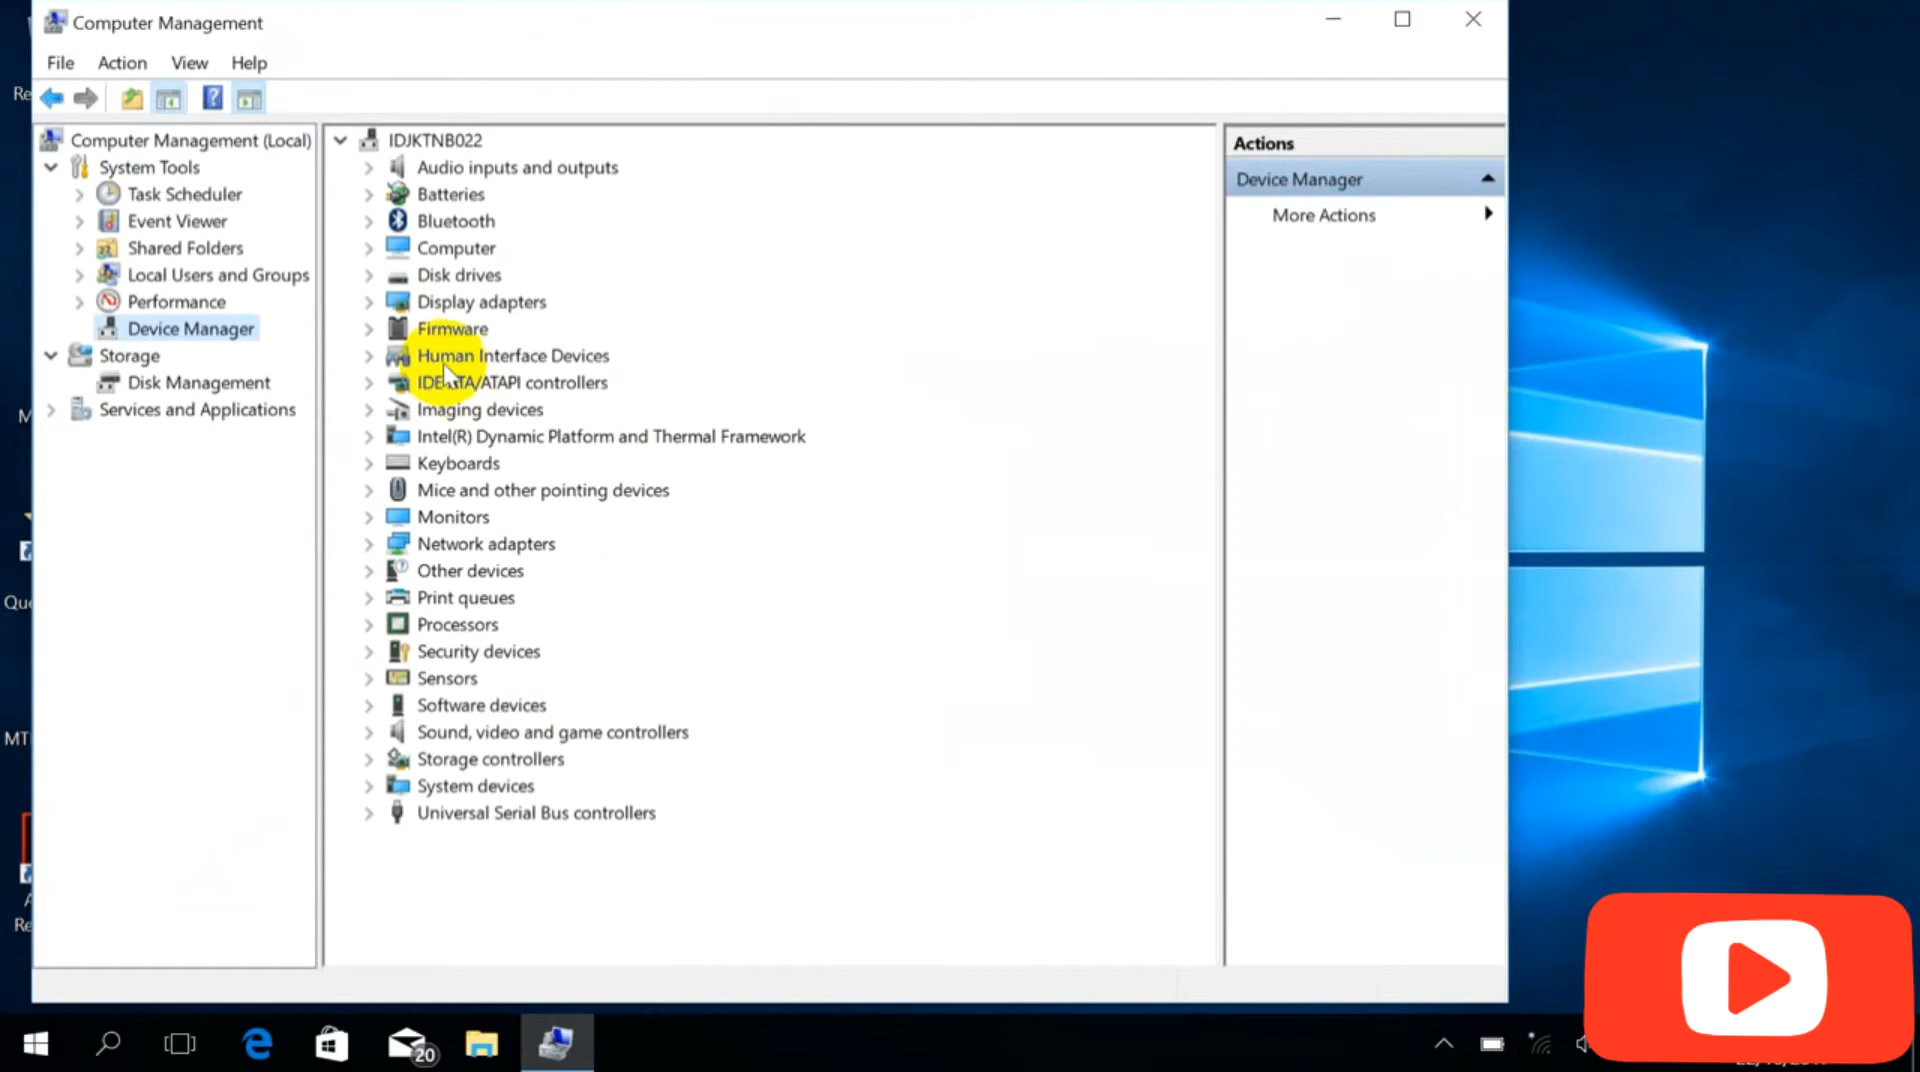 Computer Management
File Action View Help
Computer Management (Local)
System Tools
Task Scheduler
Event Viewer
Shared Folders
Local Users and Groups
Performance
Device Manager
Storage
Disk Management
Services and Applications
IDJKTNB022
Audio inputs and outputs
Batteries
Bluetooth
Computer
Disk drives
Display adapters
Firmware
Human Interface Devices
IDE ATA/ATAPI controllers
Imaging devices
Intel(R) Dynamic Platform and Thermal Framework
Keyboards
Mice and other pointing devices
Monitors
Network adapters
Other devices
Print queues
Processors
Security devices
Sensors
Software devices
Sound, video and game controllers
Storage controllers
System devices
Universal Serial Bus controllers
Actions
Device Manager
More Actions
Re
M
Que
MT
Re
20